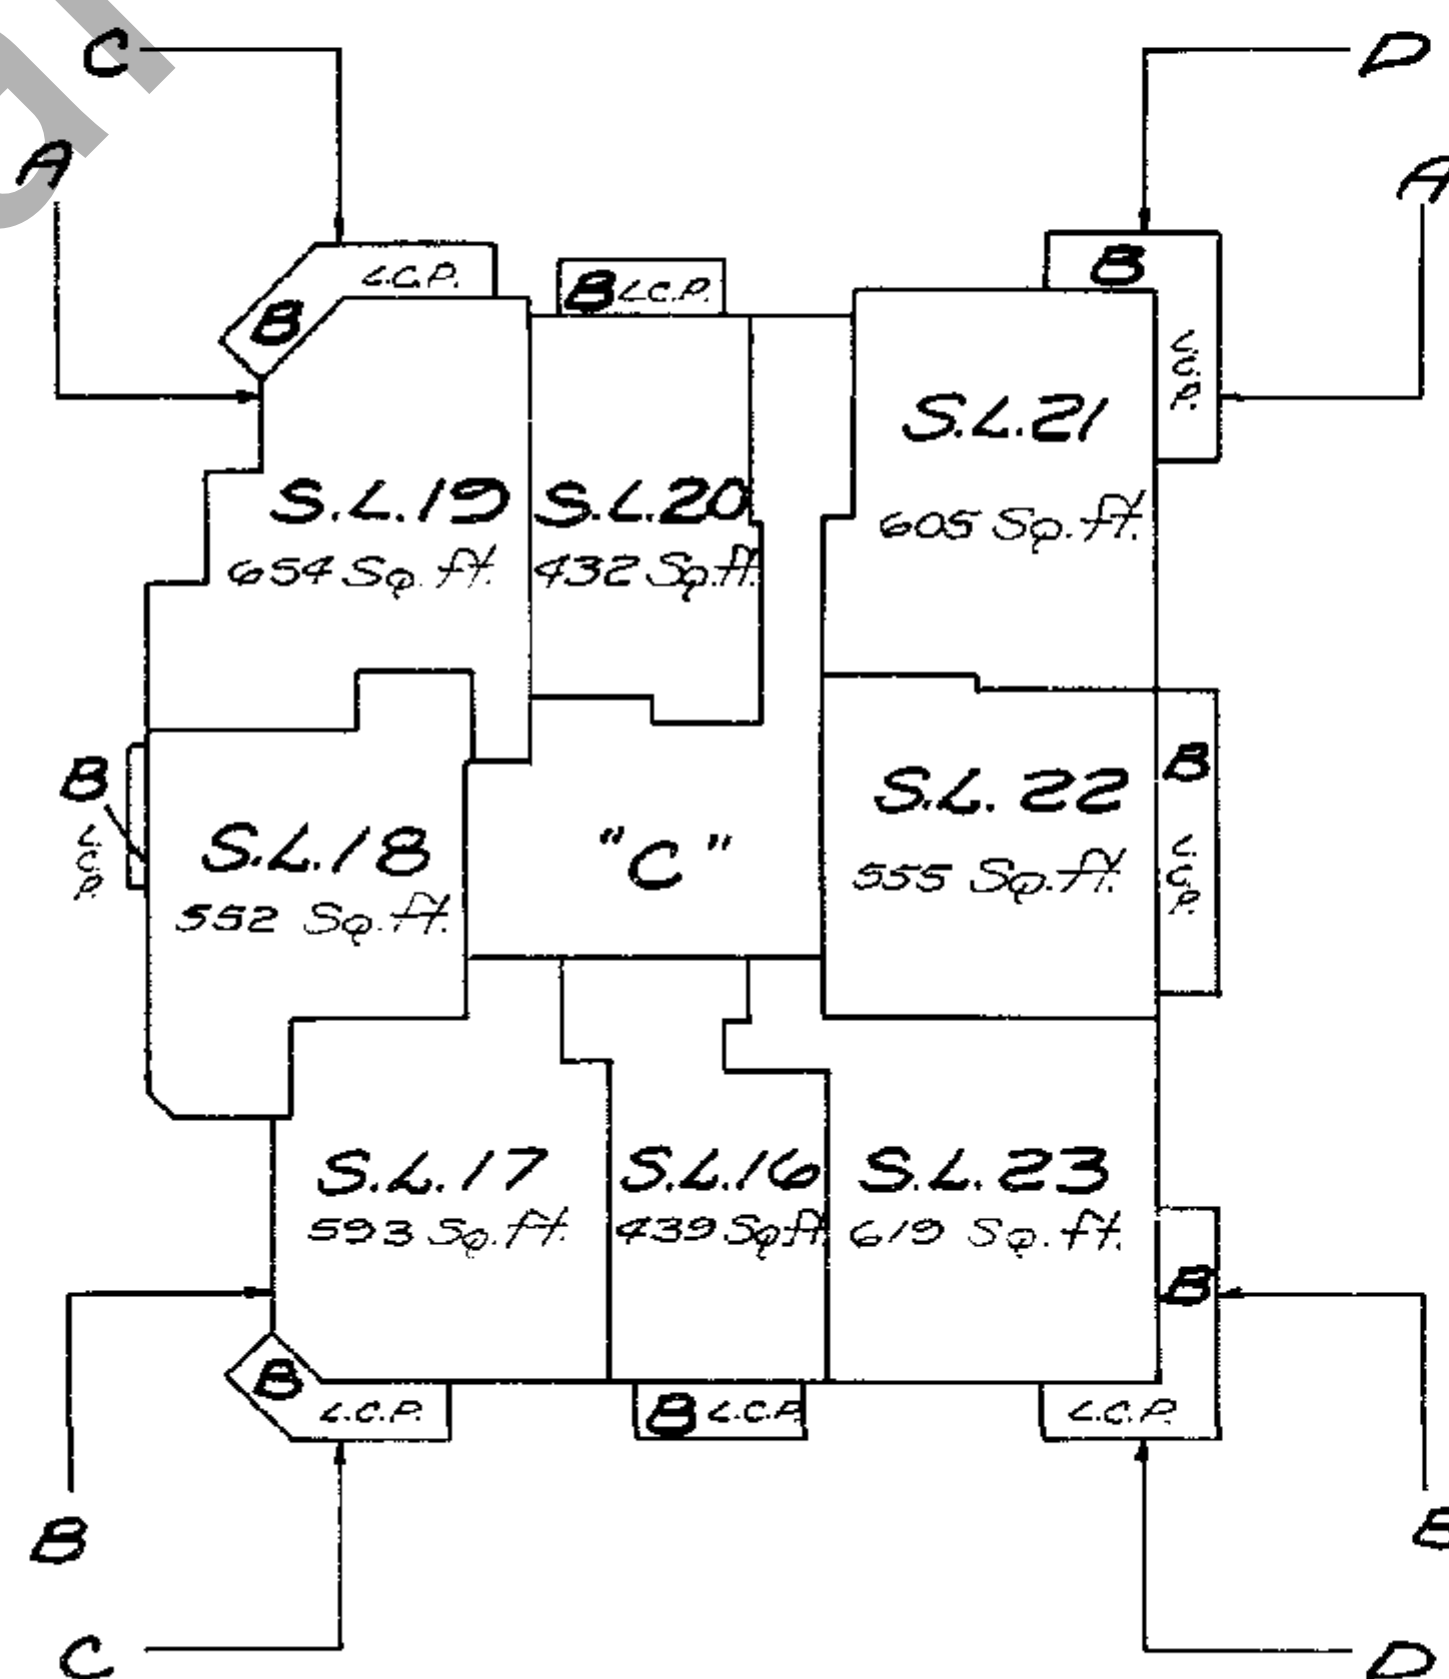 C
D
A
A
L.C.P.
B
B L.C.P.
B
L.C.P.
S.L.21
605 Sq.ft.
S.L.19
654 Sq.ft.
S.L.20
432 Sq.ft.
B
L.C.P.
S.L.18
552 Sq.ft.
"C"
S.L.22
555 Sq.ft.
B
L.C.P.
S.L.17
593 Sq.ft.
S.L.16
439 Sq.ft.
S.L.23
619 Sq.ft.
B
B
L.C.P.
B L.C.P.
L.C.P.
B
B
C
D